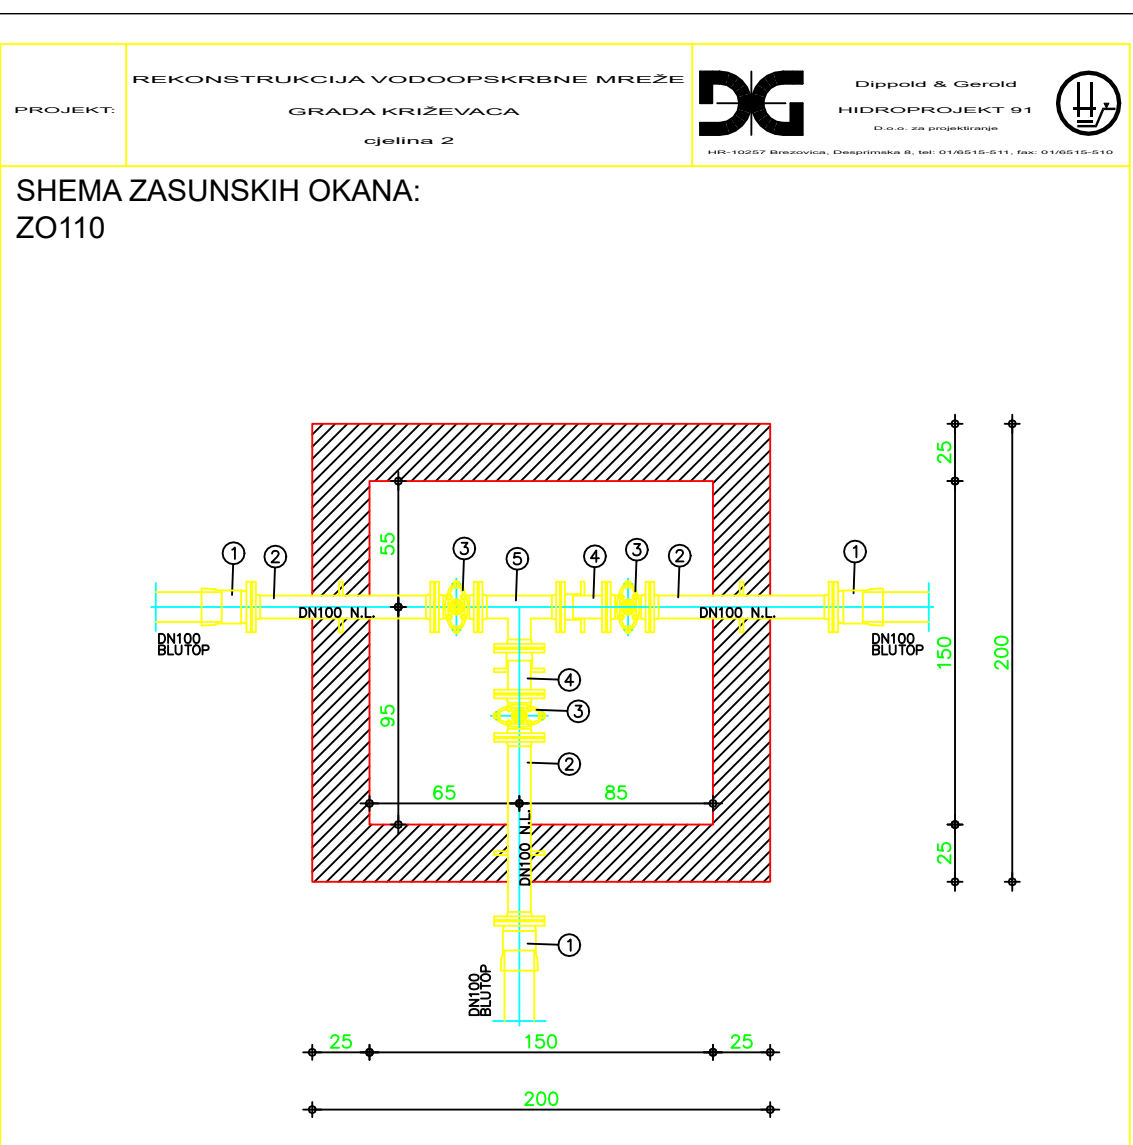 PROJEKT:
REKONSTRUKCIJA VODOOPSKRBNE MREŽE
GRADA KRIŽEVACA
cjelina 2
DG
Dippold & Gerold
HIDROPROJEKT 91
D.o.o. za projektiranje
HR-10257 Brezovica, Desprimska 8, tel: 01/6515-511, fax: 01/6515-510
SHEMA ZASUNSKIH OKANA:
ZO110
25
55
1
2
3
5
4
3
2
1
DN100 N.L.
DN100 N.L.
DN100
BLUTOP
DN100
BLUTOP
150
200
4
95
3
2
65
85
DN100 N.L.
25
1
DN100
BLUTOP
25
150
25
200